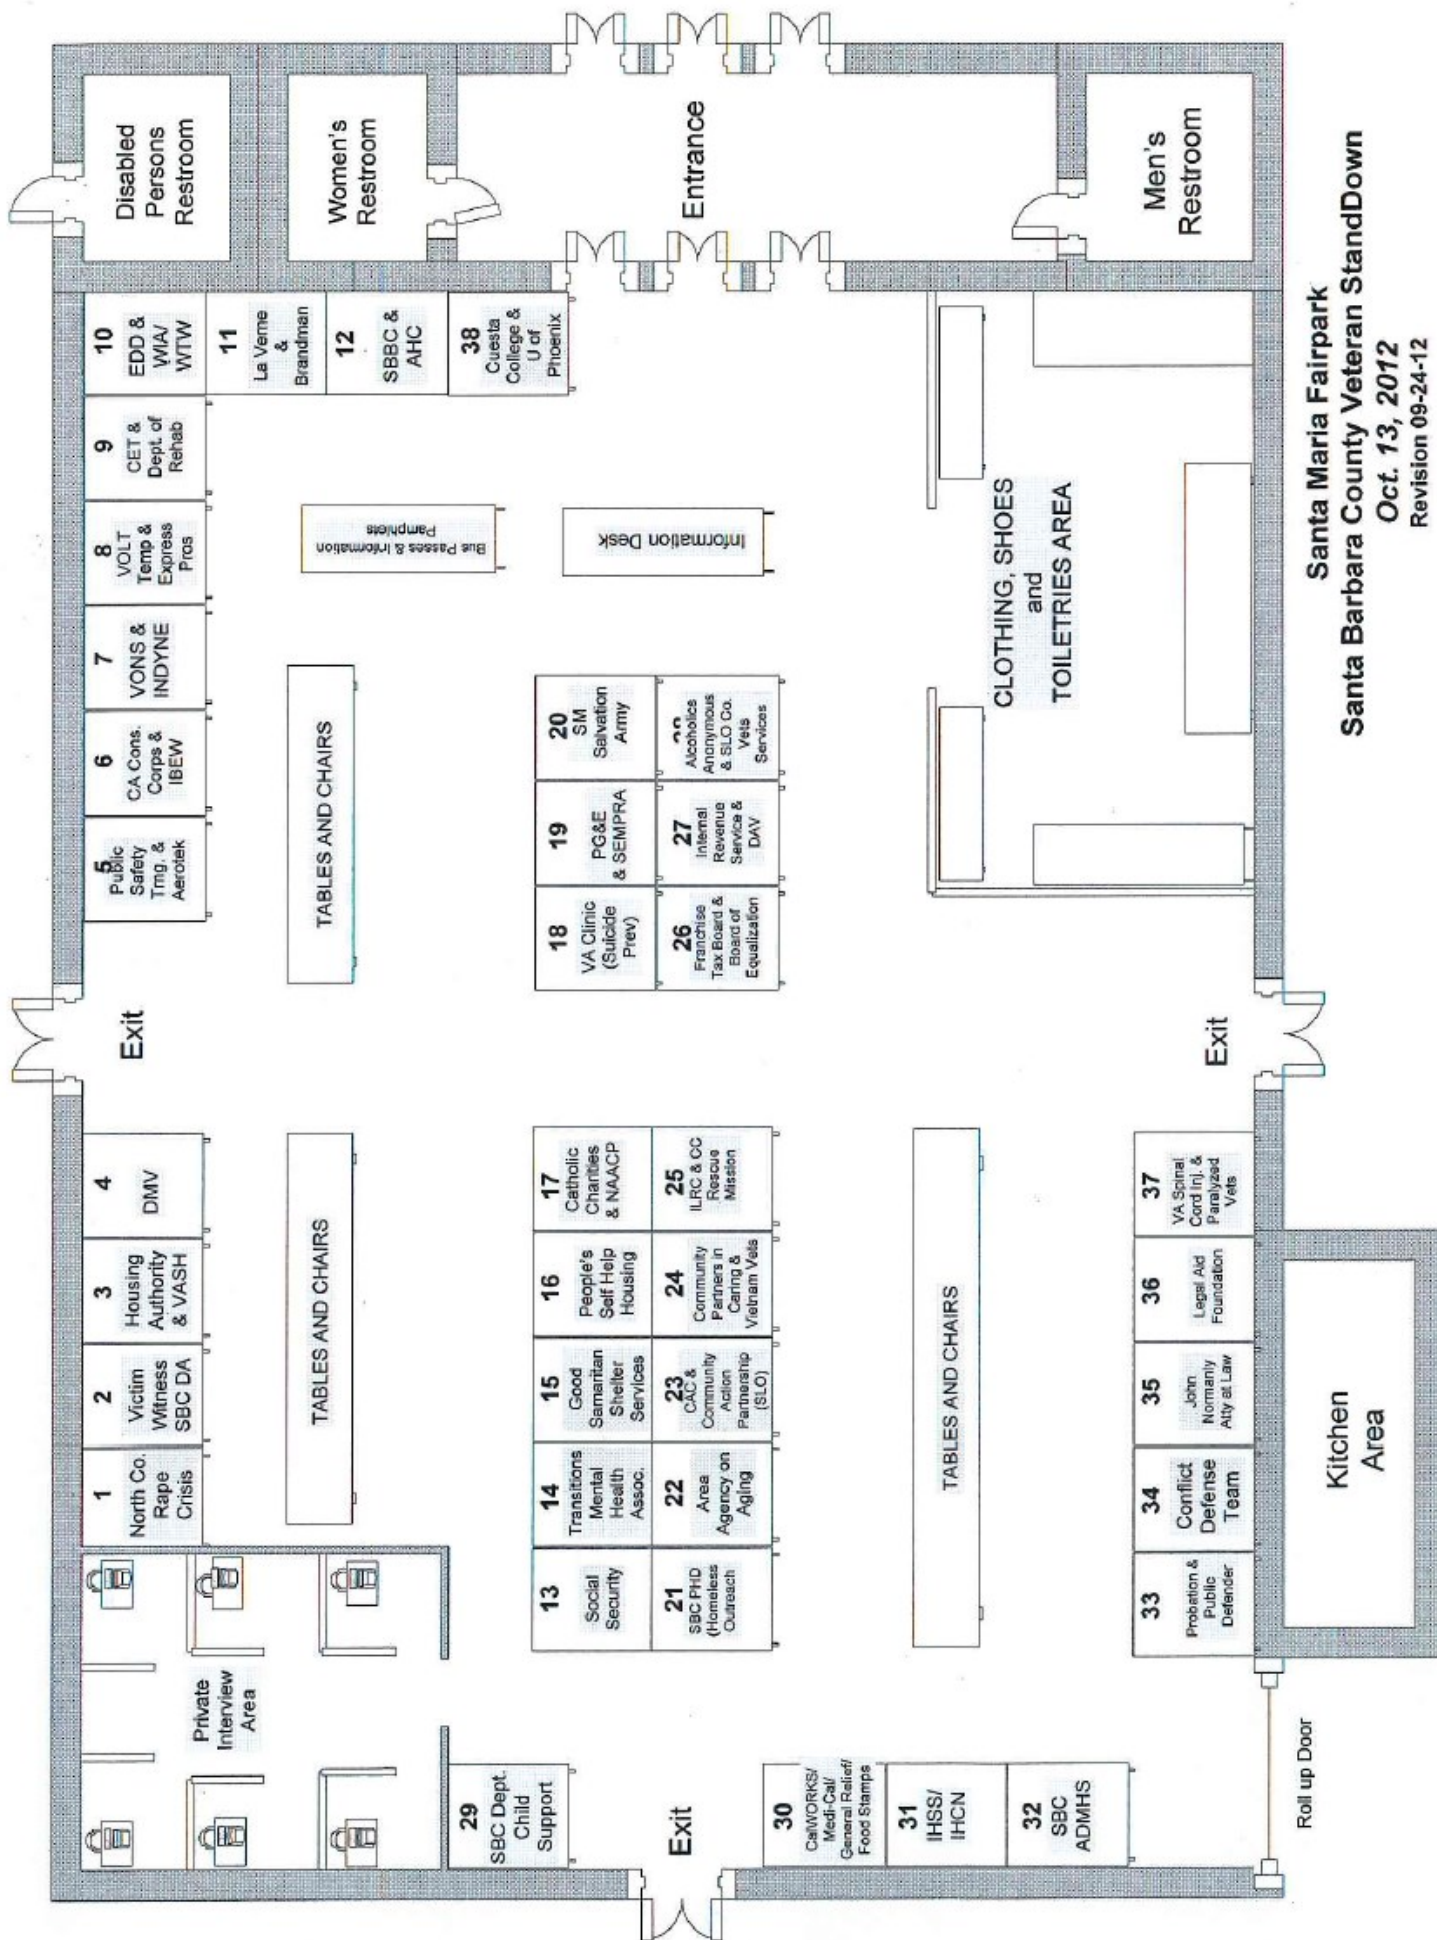 Private
Interview
Area
1
North Co.
Rape
Crisis
2
Victim
Witness
SBC DA
3
Housing
Authority
& VASH
4
DMV
Exit
5
Public
Safety
Trng. &
Aerotek
6
CA Cons.
Corps &
IBEW
7
VONS &
INDYNE
8
VOLT
Temp &
Express
Pros
9
CET &
Dept. of
Rehab
10
EDD &
WIA/
WTW
11
La Verne
&
Brandman
12
SBBC &
AHC
38
Cuesta
College &
U of
Phoenix
Disabled
Persons
Restroom
Women's
Restroom
Entrance
Men's
Restroom
TABLES AND CHAIRS
TABLES AND CHAIRS
Bus Passes & Information
Pamphlets
Information Desk
29
SBC Dept.
Child
Support
Exit
13
Social
Security
14
Transitions
Mental
Health
Assoc.
15
Good
Samaritan
Shelter
Services
16
People's
Self Help
Housing
17
Catholic
Charities
& NAACP
18
VA Clinic
(Suicide
Prev)
19
PG&E
& SEMPRA
20
SM
Salvation
Army
21
SBC PHD
(Homeless
Outreach
22
Area
Agency on
Aging
23
CAC &
Community
Action
Partnership
(SLO)
24
Community
Partners in
Caring &
Vietnam Vets
25
ILRC & CC
Rescue
Mission
26
Franchise
Tax Board &
Board of
Equalization
27
Internal
Revenue
Service &
DAV
Alcoholics
Anonymous
& SLO Co.
Vets
Services
30
CalWORKS/
Medi-Cal/
General Relief/
Food Stamps
31
IHSS/
IHCN
32
SBC
ADMHS
TABLES AND CHAIRS
CLOTHING, SHOES
and
TOILETRIES AREA
33
Probation &
Public
Defender
34
Conflict
Defense
Team
35
John
Normanly
Atty at Law
36
Legal Aid
Foundation
37
VA Spinal
Cord Inj. &
Paralyzed
Vets
Exit
Roll up Door
Kitchen
Area
Santa Maria Fairpark
Santa Barbara County Veteran StandDown
Oct. 13, 2012
Revision 09-24-12